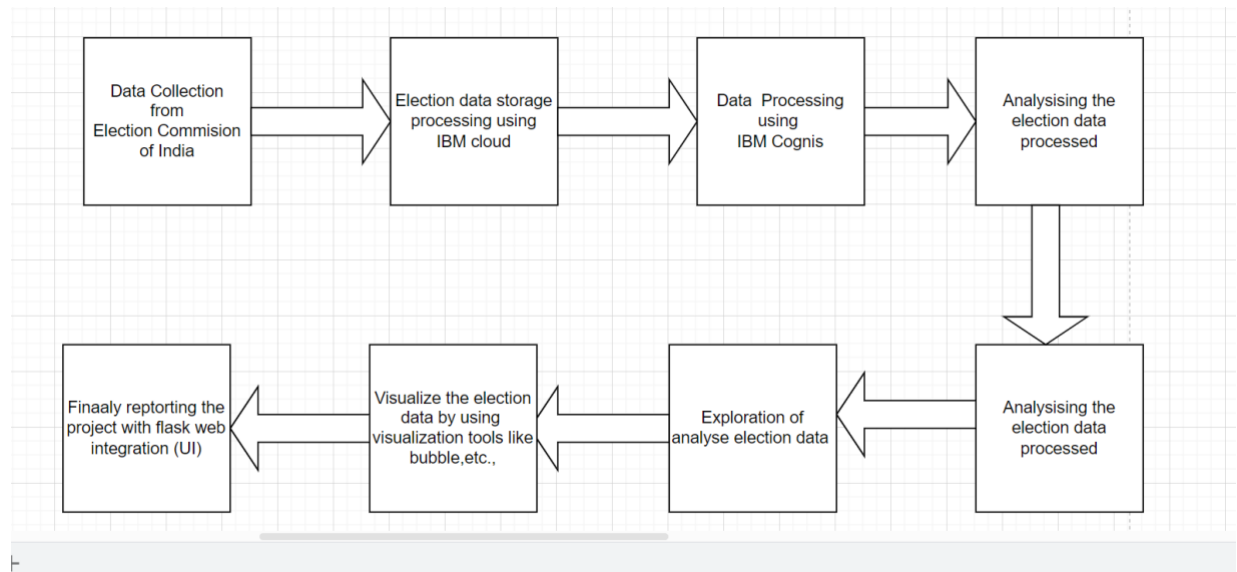 Data Collection
from
Election Commision
of India
Election data storage
processing using
IBM cloud
Data Processing
using
IBM Cognis
Analysising the
election data
processed
Analysising the
election data
processed
Exploration of
analyse election data
Visualize the election
data by using
visualization tools like
bubble,etc.,
Finaaly reptorting the
project with flask web
integration (UI)